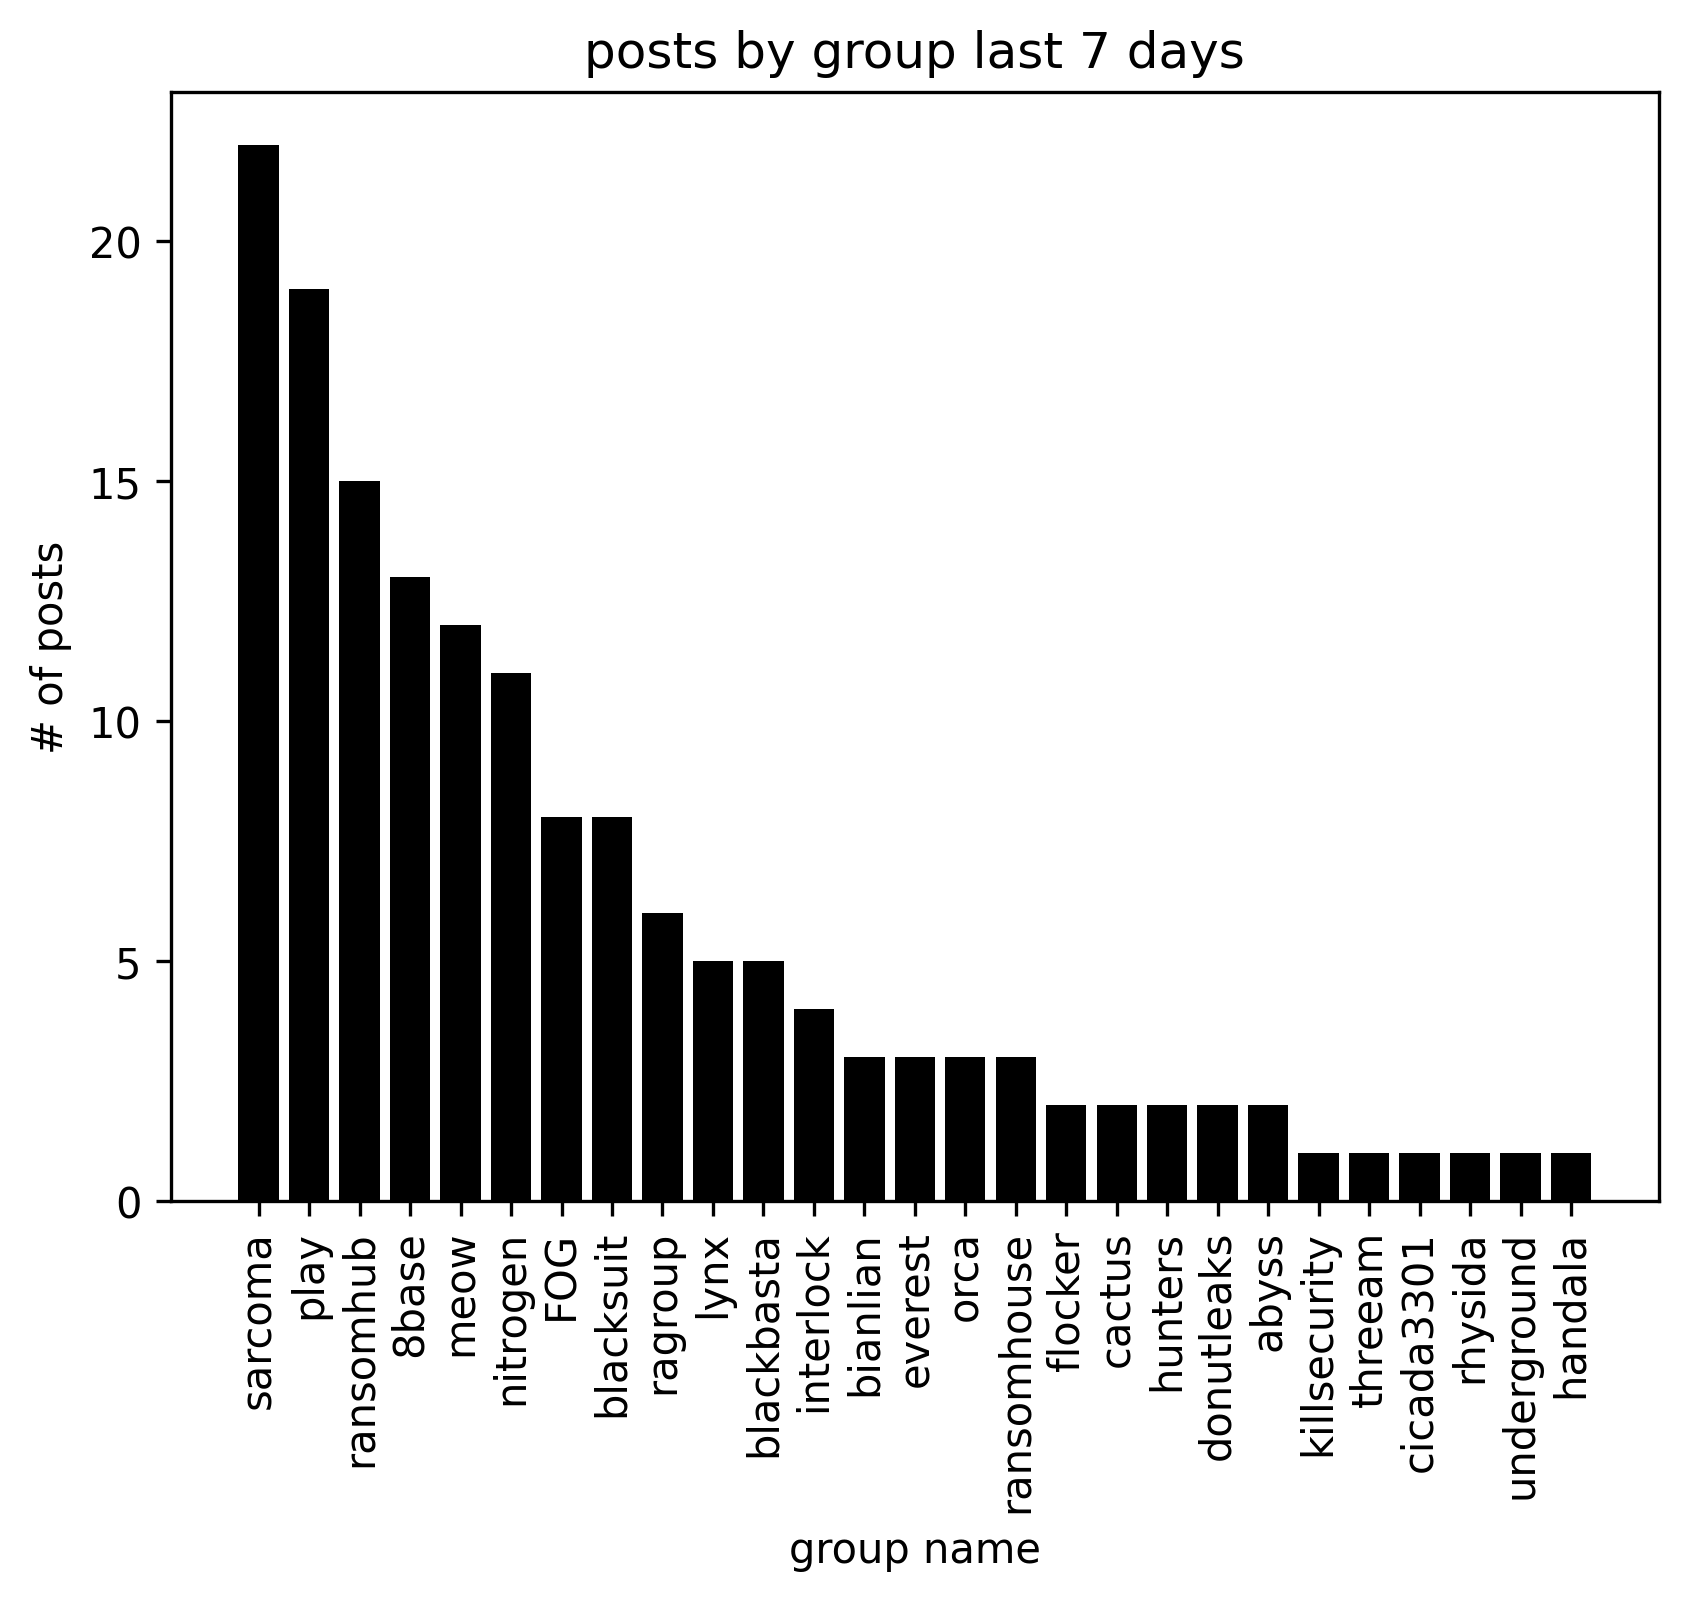 posts by group last 7 days
# of posts
20
15
10
5
0
sarcoma
play
ransomhub
8base
meow
nitrogen
FOG
blacksuit
ragroup
lynx
blackbasta
interlock
bianlian
everest
orca
ransomhouse
flocker
cactus
hunters
donutleaks
abyss
killsecurity
threeam
cicada3301
rhysida
underground
handala
group name